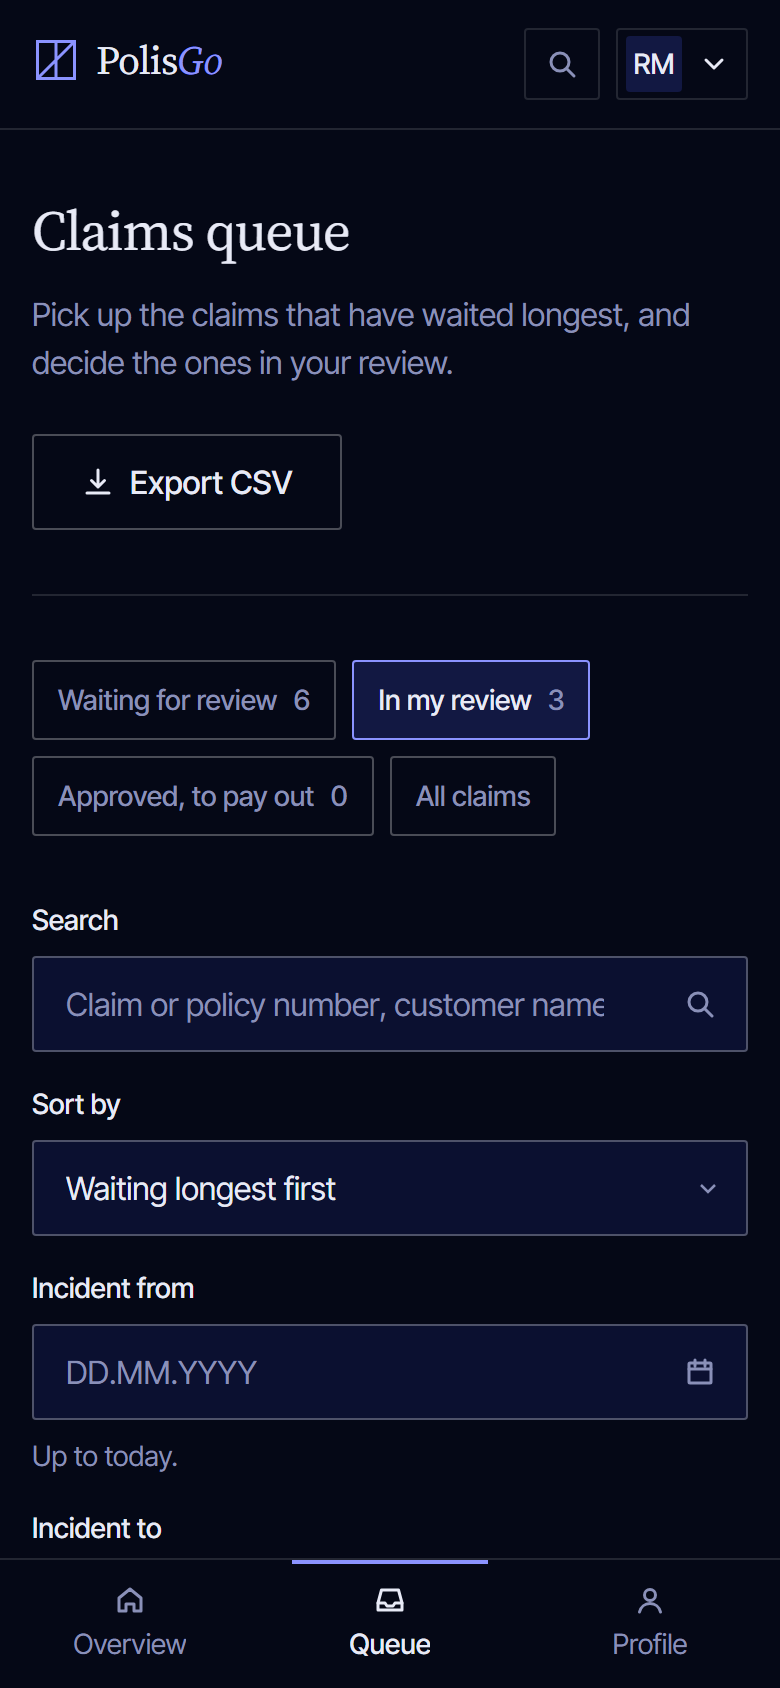 PolisGo
RM
Claims queue
Pick up the claims that have waited longest, and
decide the ones in your review.
Export CSV
Waiting for review 6
In my review 3
Approved, to pay out 0
All claims
Search
Claim or policy number, customer name
Sort by
Waiting longest first
Incident from
DD.MM.YYYY
Up to today.
Incident to
Overview
Queue
Profile